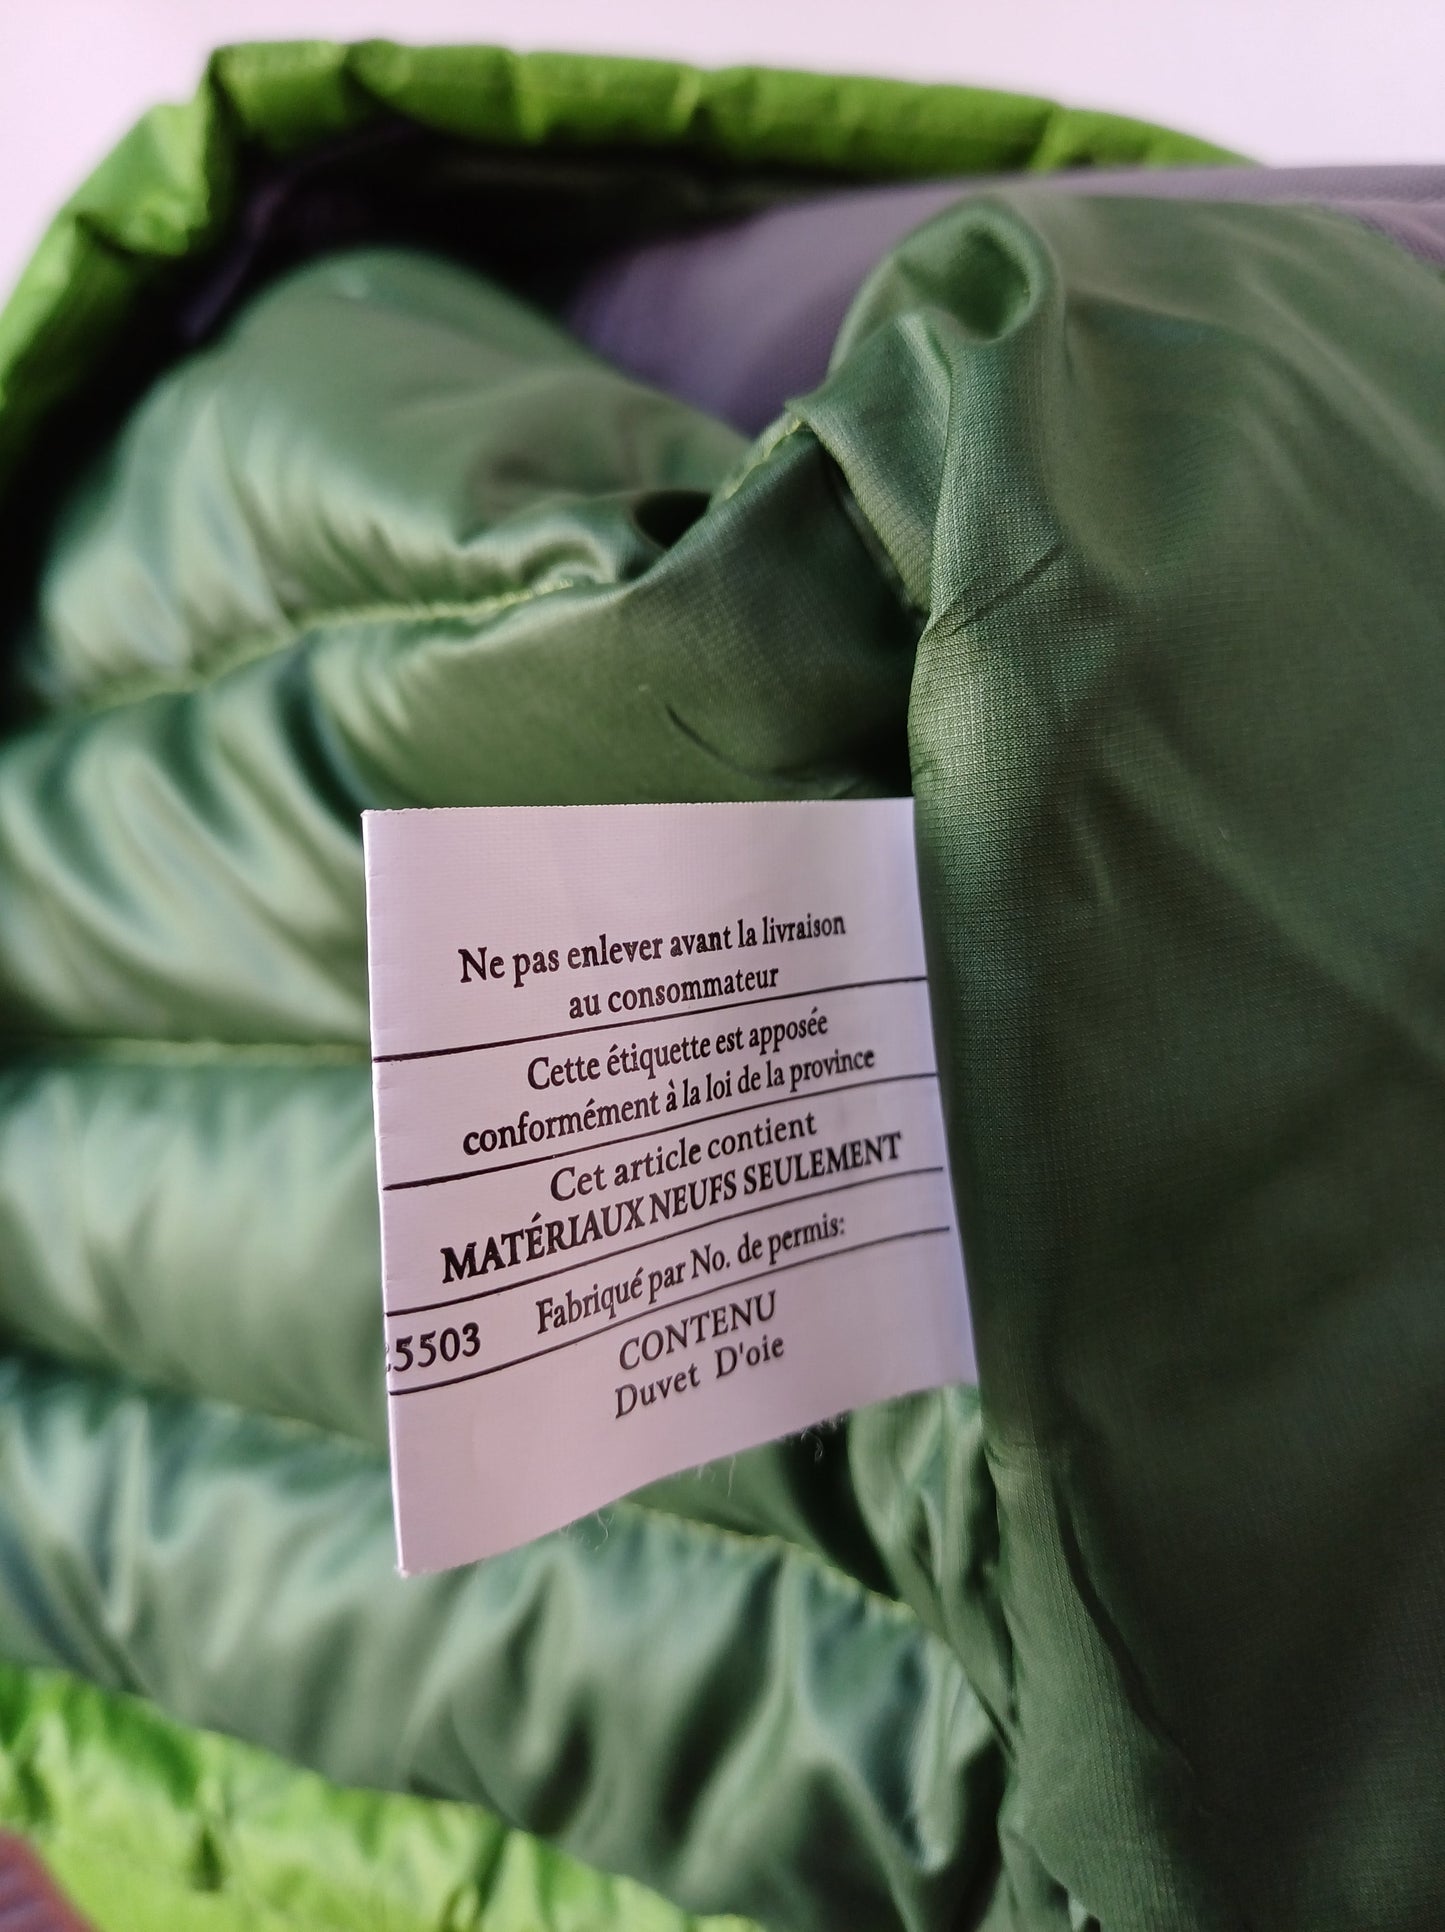 Ne pas enlever avant la livraison
au consommateur
Cette étiquette est apposée
conformément à la loi de la province
Cet article contient
MATÉRIAUX NEUFS SEULEMENT
Fabriqué par No. de permis:
5503
CONTENU
Duvet D'oie